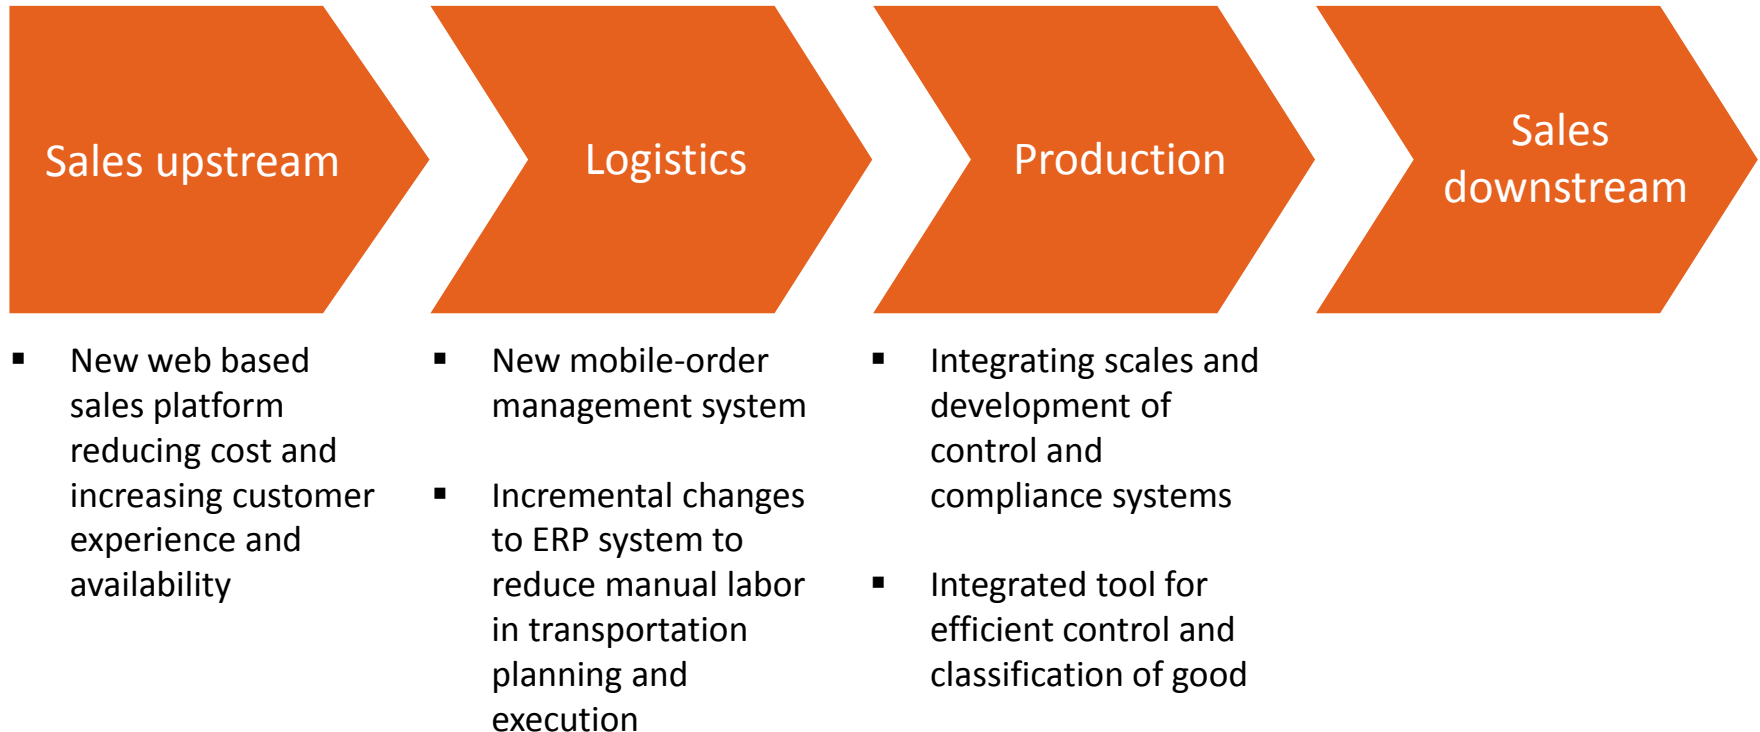 Sales upstream
Logistics
Production
Sales
downstream
▪ New web based
sales platform
reducing cost and
increasing customer
experience and
availability
▪ New mobile-order
management system
▪ Incremental changes
to ERP system to
reduce manual labor
in transportation
planning and
execution
▪ Integrating scales and
development of
control and
compliance systems
▪ Integrated tool for
efficient control and
classification of good